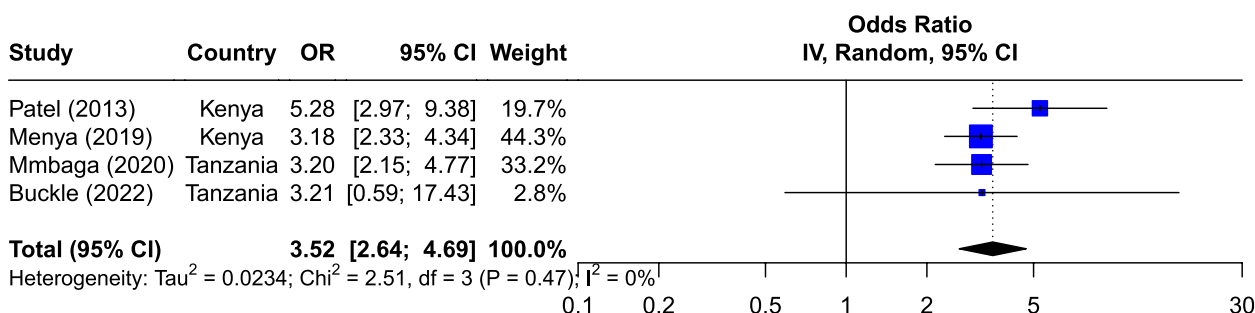 Odds Ratio
Study Country OR 95% CI Weight IV, Random, 95% CI
Patel (2013) Kenya 5.28 [2.97; 9.38] 19.7%
Menya (2019) Kenya 3.18 [2.33; 4.34] 44.3%
Mmbaga (2020) Tanzania 3.20 [2.15; 4.77] 33.2%
Buckle (2022) Tanzania 3.21 [0.59; 17.43] 2.8%
Total (95% CI) 3.52 [2.64; 4.69] 100.0%
Heterogeneity: Tau² = 0.0234; Chi² = 2.51, df = 3 (P = 0.47); I² = 0%
0.1 0.2 0.5 1 2 5 30